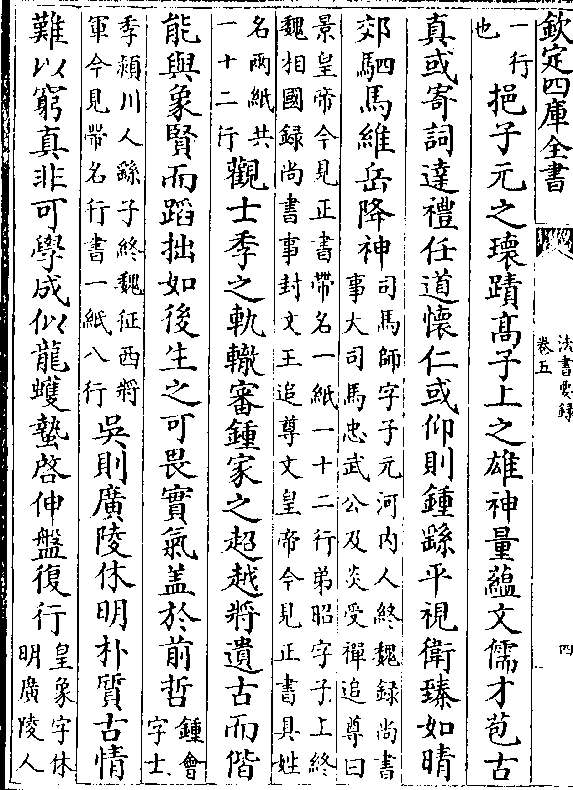 欽定四庫全書
法書要錄
卷五
四
一行
也
挹子元之瓌蹟高子上之雄神量蘊文儒才苞古
真或寄詞達禮任道懷仁或仰則鍾繇平視衛臻如晴
郊駟馬維岳降神
司馬師字子元河內人終魏録尚書
事大司馬忠武公及炎受禪追尊曰
景皇帝今見正書帶名一紙一十二行弟昭字子上終
魏相國録尚書事封文王追尊文皇帝今見正書具姓
名兩紙共
一十二行
觀士季之軌轍審鍾家之超越將遺古而偕
能與象賢而蹈拙如後生之可畏實氣蓋於前哲
鍾會
字士
季潁川人繇子終魏征西將
軍今見帶名行書一紙八行
吳則廣陵休明朴質古情
難以窮真非可學成似龍蠖蟄啓伸盤復行
皇象字休
明廣陵人